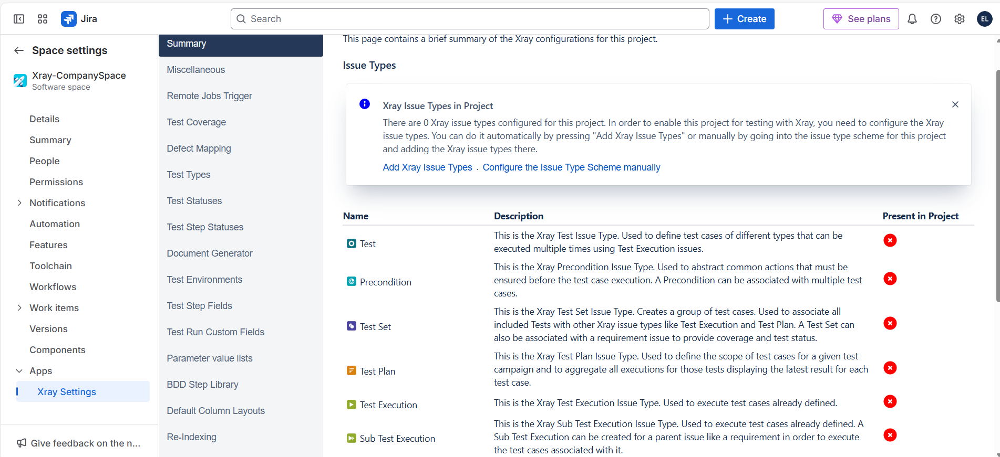 Jira
Search
Create
See plans
EL
Space settings
Xray-CompanySpace
Software space
Details
Summary
People
Permissions
Notifications
Automation
Features
Toolchain
Workflows
Work items
Versions
Components
Apps
Xray Settings
Give feedback on the n...
Summary
Miscellaneous
Remote Jobs Trigger
Test Coverage
Defect Mapping
Test Types
Test Statuses
Test Step Statuses
Document Generator
Test Environments
Test Step Fields
Test Run Custom Fields
Parameter value lists
BDD Step Library
Default Column Layouts
Re-Indexing
This page contains a brief summary of the Xray configurations for this project.
Issue Types
Xray Issue Types in Project
There are 0 Xray issue types configured for this project. In order to enable this project for testing with Xray, you need to configure the Xray
issue types. You can do it automatically by pressing "Add Xray Issue Types" or manually by going into the issue type scheme for this project
and adding the Xray issue types there.
Add Xray Issue Types . Configure the Issue Type Scheme manually
Name Description Present in Project
Test
This is the Xray Test Issue Type. Used to define test cases of different types that can be
executed multiple times using Test Execution issues.
Precondition
This is the Xray Precondition Issue Type. Used to abstract common actions that must be
ensured before the test case execution. A Precondition can be associated with multiple test
cases.
Test Set
This is the Xray Test Set Issue Type. Creates a group of test cases. Used to associate all
included Tests with other Xray issue types like Test Execution and Test Plan. A Test Set can
also be associated with a requirement issue to provide coverage and test status.
Test Plan
This is the Xray Test Plan Issue Type. Used to define the scope of test cases for a given test
campaign and to aggregate all executions for those tests displaying the latest result for each
test case.
Test Execution
This is the Xray Test Execution Issue Type. Used to execute test cases already defined.
Sub Test Execution
This is the Xray Sub Test Execution Issue Type. Used to execute test cases already defined. A
Sub Test Execution can be created for a parent issue like a requirement in order to execute
the test cases associated with it.